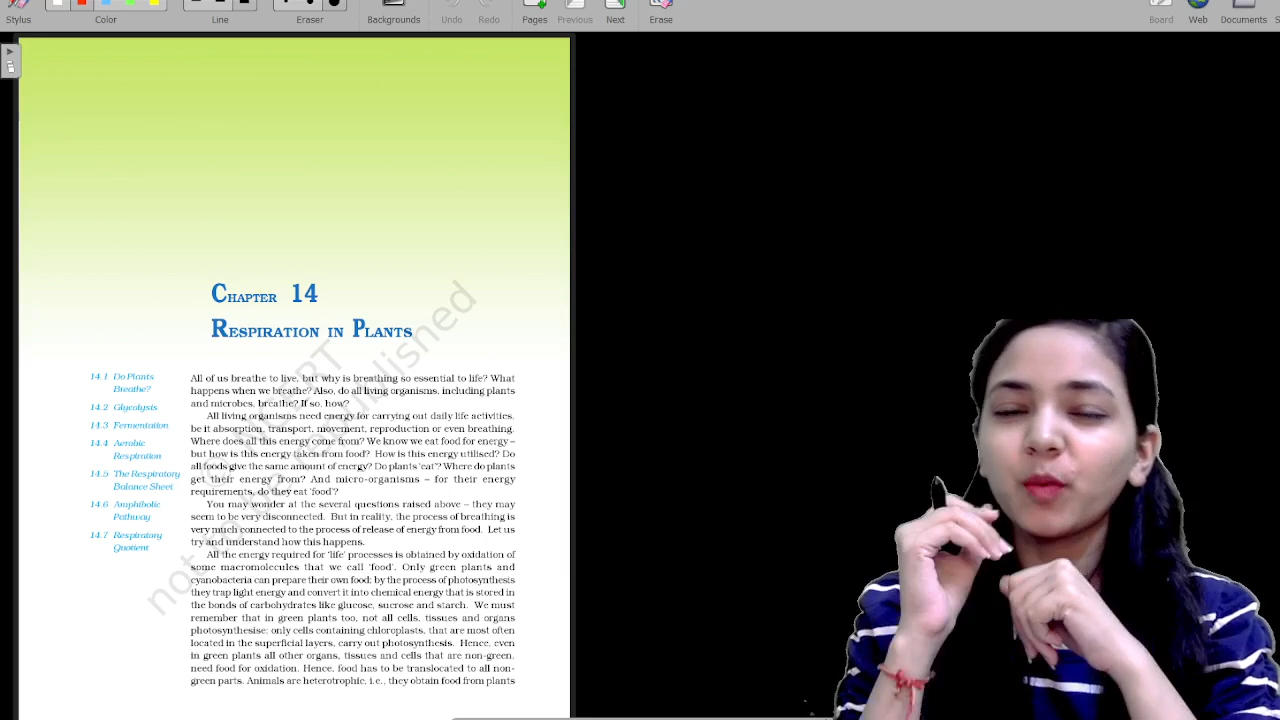 Stylus
Color
Line
Eraser
Backgrounds
Undo
Redo
Pages
Previous
Next
Erase
Board
Web
Documents
CHAPTER 14
RESPIRATION IN PLANTS
14.1 Do Plants
Breathe?
14.2 Glycolysis
14.3 Fermentation
14.4 Aerobic
Respiration
14.5 The Respiratory
Balance Sheet
14.6 Amphibolic
Pathway
14.7 Respiratory
Quotient
All of us breathe to live, but why is breathing so essential to life? What
happens when we breathe? Also, do all living organisms, including plants
and microbes, breathe? If so, how?
All living organisms need energy for carrying out daily life activities,
be it absorption, transport, movement, reproduction or even breathing.
Where does all this energy come from? We know we eat food for energy –
but how is this energy taken from food? How is this energy utilised? Do
all foods give the same amount of energy? Do plants ‘eat’? Where do plants
get their energy from? And micro-organisms – for their energy
requirements, do they eat ‘food’?
You may wonder at the several questions raised above – they may
seem to be very disconnected. But in reality, the process of breathing is
very much connected to the process of release of energy from food. Let us
try and understand how this happens.
All the energy required for ‘life’ processes is obtained by oxidation of
some macromolecules that we call ‘food’. Only green plants and
cyanobacteria can prepare their own food; by the process of photosynthesis
they trap light energy and convert it into chemical energy that is stored in
the bonds of carbohydrates like glucose, sucrose and starch. We must
remember that in green plants too, not all cells, tissues and organs
photosynthesise; only cells containing chloroplasts, that are most often
located in the superficial layers, carry out photosynthesis. Hence, even
in green plants all other organs, tissues and cells that are non-green,
need food for oxidation. Hence, food has to be translocated to all non-
green parts. Animals are heterotrophic, i.e., they obtain food from plants
not to be republished